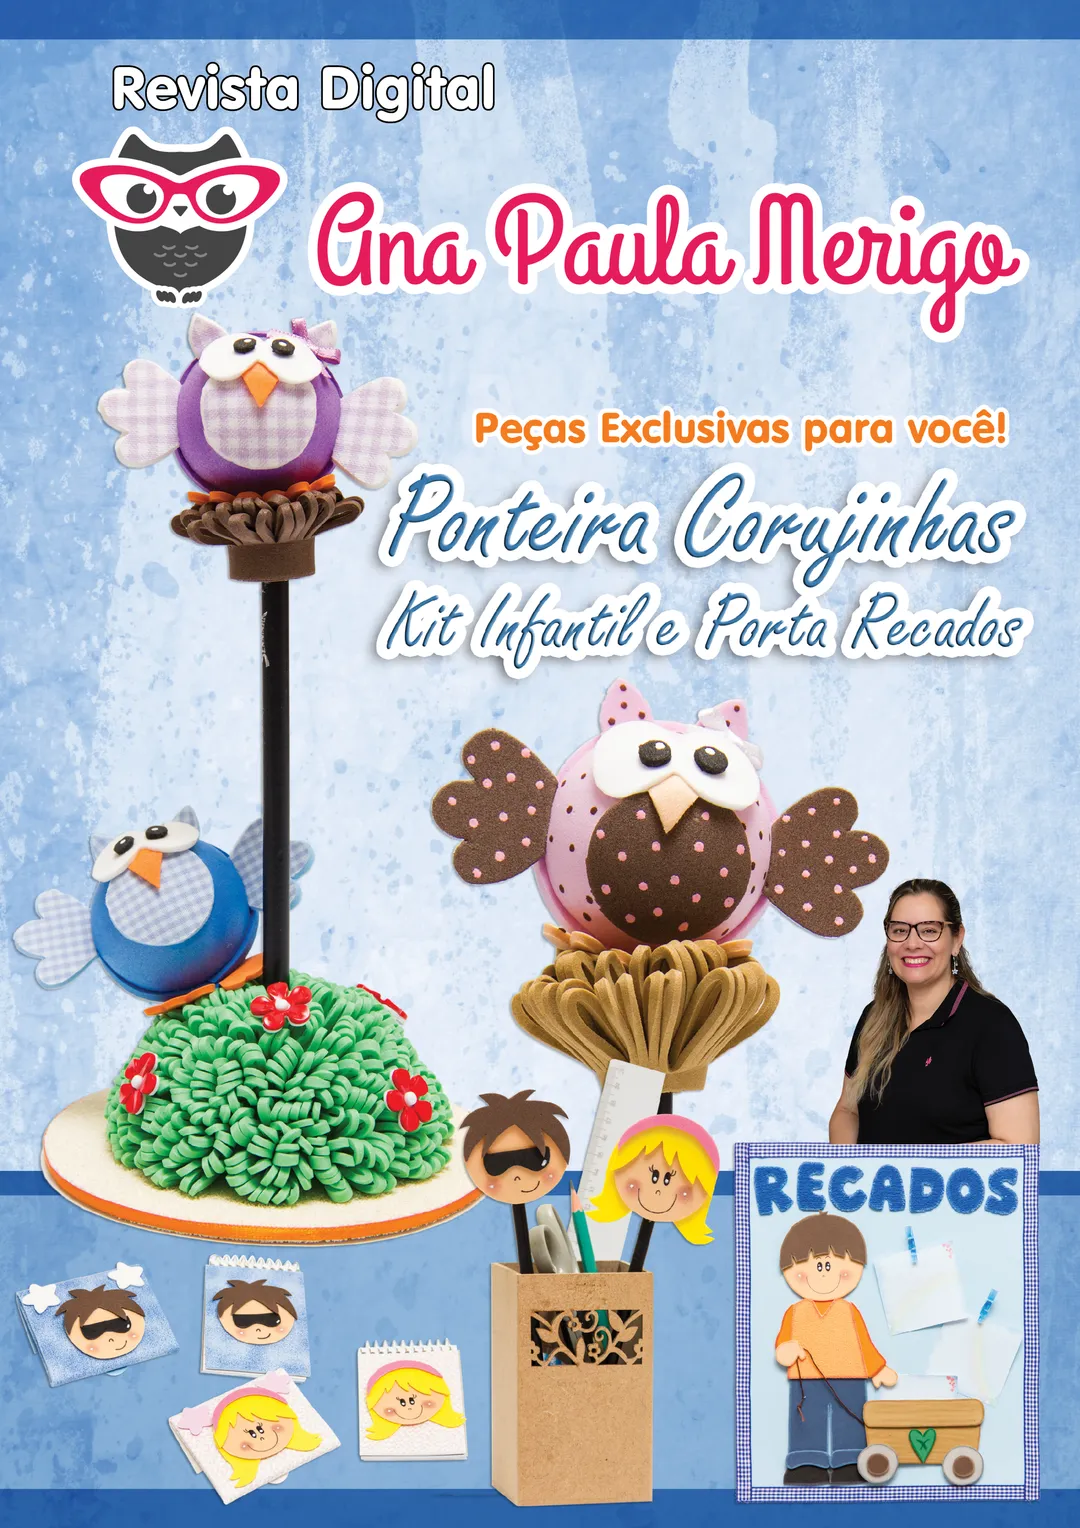 Revista Digital
Ana Paula Merigo
Peças Exclusivas para você!
Ponteira Corujinhas
Kit Infantil e Porta Recados
RECADOS